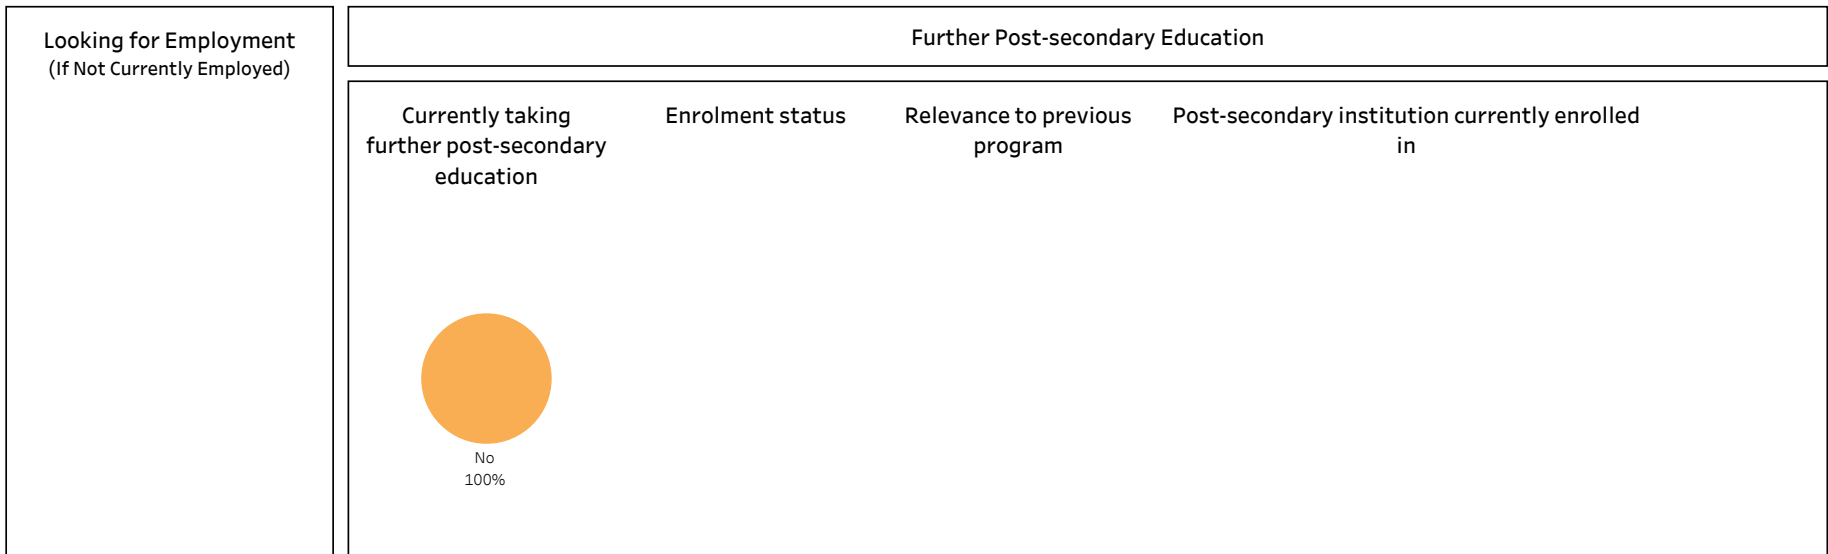 Looking for Employment
(If Not Currently Employed)
Further Post-secondary Education
Currently taking
further post-secondary
education
Enrolment status
Relevance to previous
program
Post-secondary institution currently enrolled
in
No
100%